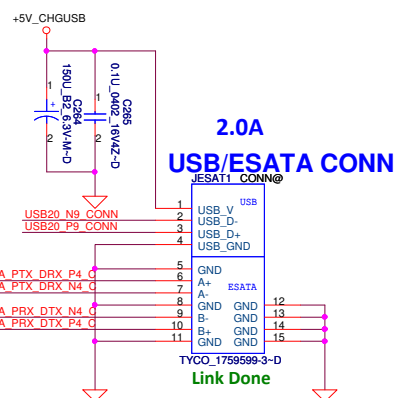 +5V_CHGUSB
1
2
150U_B2_6.3V-M~D
C264
1
2
0.1U_0402_16V4Z~D
C265
2.0A
USB/ESATA CONN
JESAT1 CONN@
USB
1 USB_V
USB20_N9_CONN 2 USB_D-
USB20_P9_CONN 3 USB_D+
4 USB_GND
5 GND
A_PTX_DRX_P4_C 6 A+ ESATA
A_PTX_DRX_N4_C 7 A-
8 GND GND 12
A_PRX_DTX_N4_C 9 B- GND 13
A_PRX_DTX_P4_C 10 B+ GND 14
11 GND GND 15
TYCO_1759599-3~D
Link Done